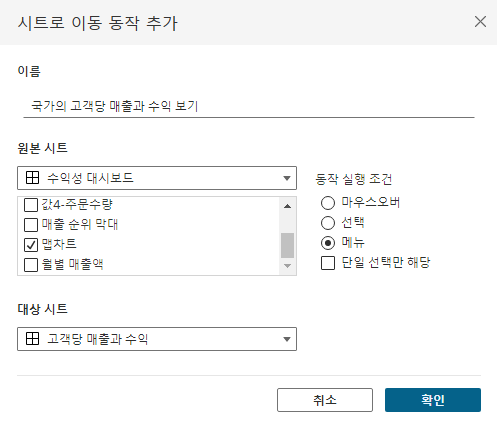 시트로 이동 동작 추가
이름
국가의 고객당 매출과 수익 보기
원본 시트
수익성 대시보드
값4-주문수량
매출 순위 막대
맵차트
월별 매출액
동작 실행 조건
마우스오버
선택
메뉴
단일 선택만 해당
대상 시트
고객당 매출과 수익
취소
확인